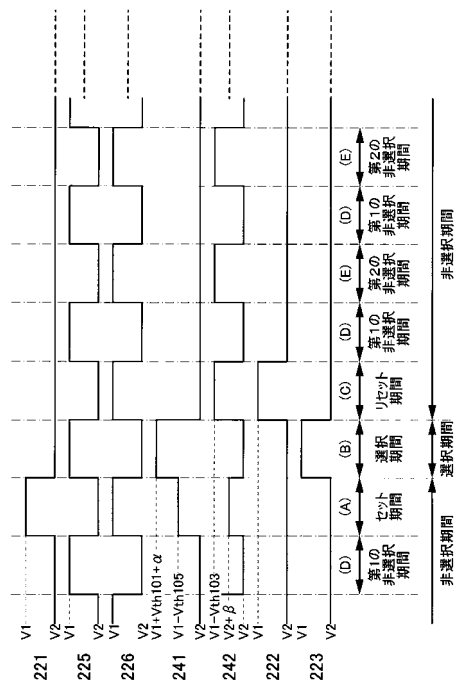 V1
221
V2
V1
225
V2
V1
226
V2
V1+Vth101+α
241
V1-Vth105
V2
V1-Vth103
242
V2+β
V2
V1
222
V2
V1
223
V2
(D)
第1の
非選択
期間
(A)
セット
期間
(B)
選択
期間
(C)
リセット
期間
(D)
第1の
非選択
期間
(E)
第2の
非選択
期間
(D)
第1の
非選択
期間
(E)
第2の
非選択
期間
非選択期間
選択期間
非選択期間